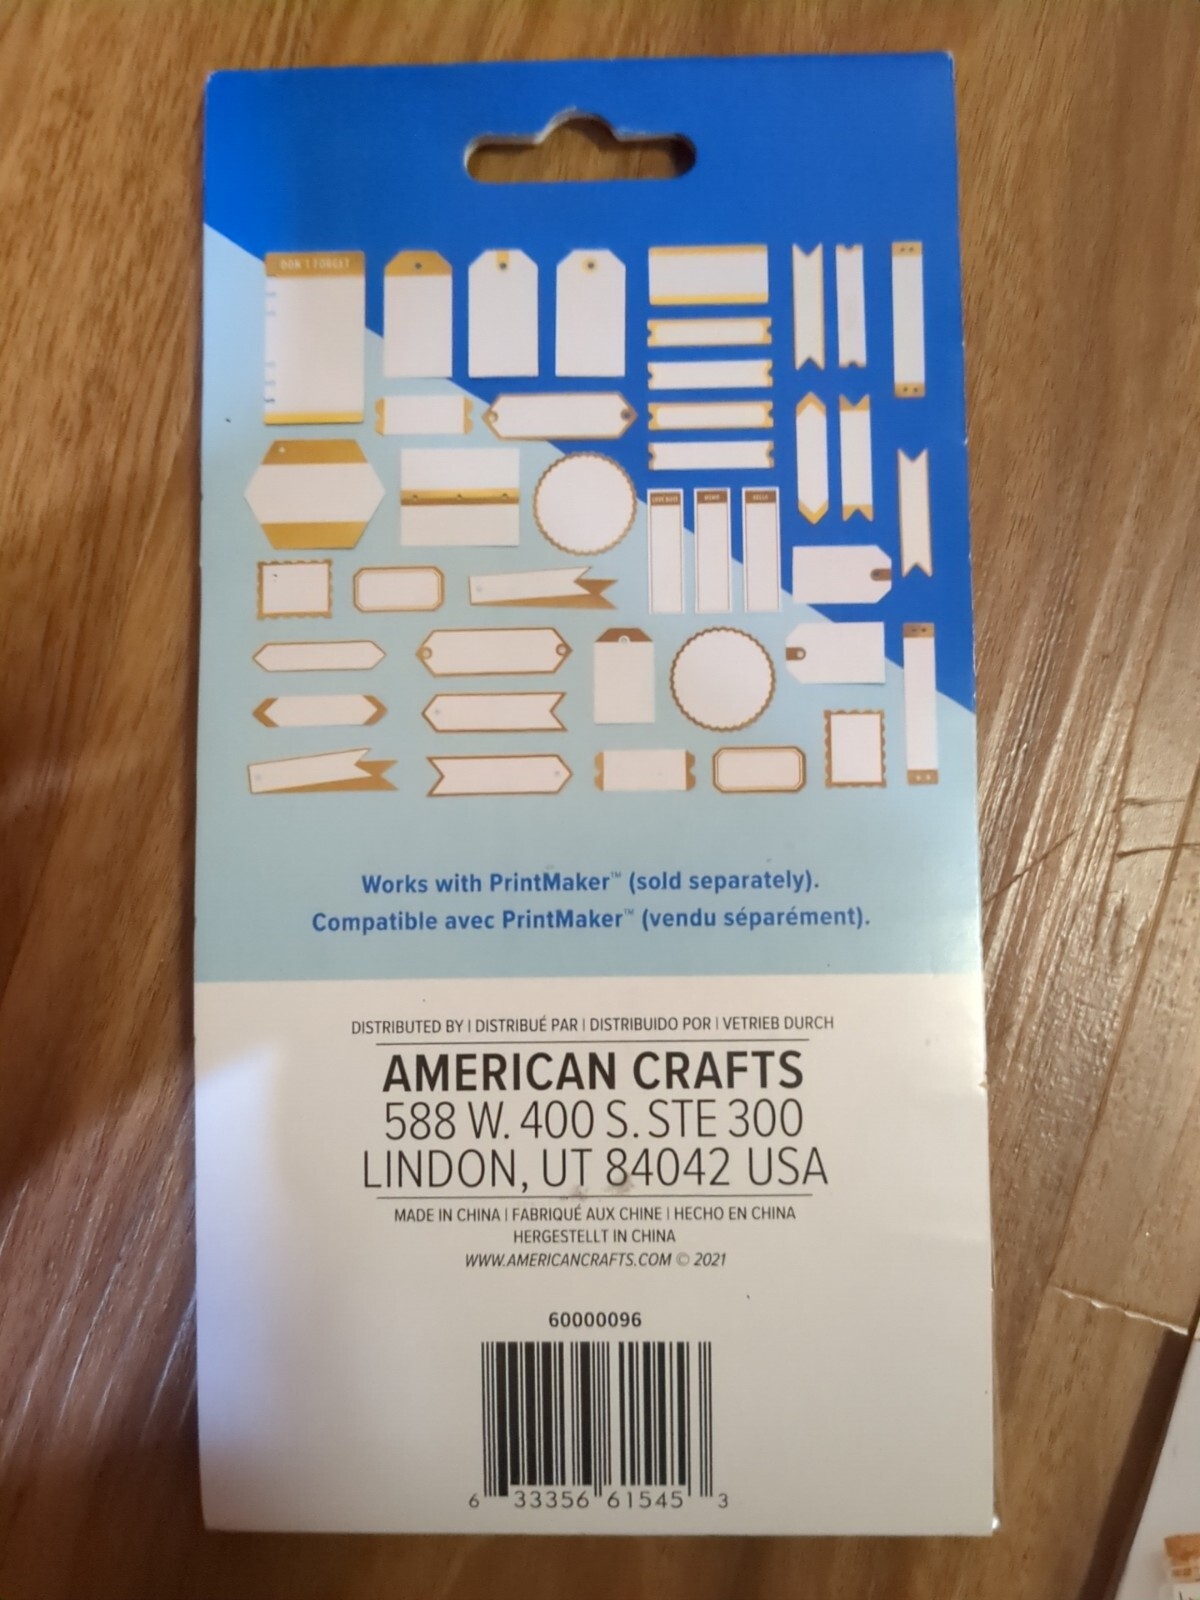 DON'T FORGET
Works with PrintMaker™ (sold separately).
Compatible avec PrintMaker™ (vendu séparément).
DISTRIBUTED BY | DISTRIBUÉ PAR | DISTRIBUIDO POR | VETRIEB DURCH
AMERICAN CRAFTS
588 W. 400 S. STE 300
LINDON, UT 84042 USA
MADE IN CHINA | FABRIQUÉ AUX CHINE | HECHO EN CHINA
HERGESTELLT IN CHINA
WWW.AMERICANCRAFTS.COM © 2021
60000096
6 33356 61545 3